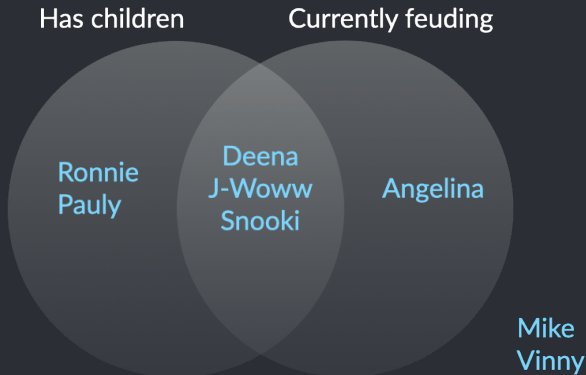 Has children
Currently feuding
Ronnie
Pauly
Deena
J-Woww
Snooki
Angelina
Mike
Vinny